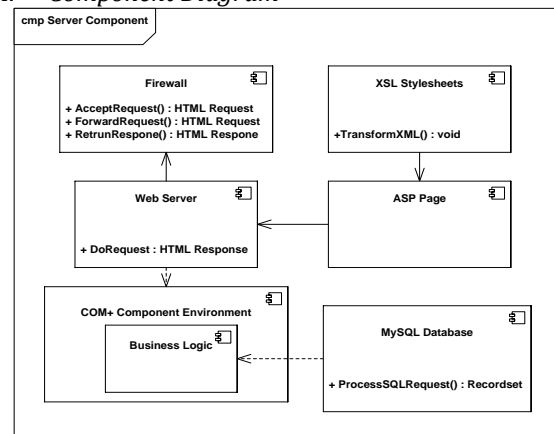 Component Diagram
cmp Server Component
Firewall
+ AcceptRequest() : HTML Request
+ ForwardRequest() : HTML Request
+ RetrunRespone() : HTML Respone
XSL Stylesheets
+TransformXML() : void
Web Server
+ DoRequest : HTML Response
ASP Page
COM+ Component Environment
Business Logic
MySQL Database
+ ProcessSQLRequest() : Recordset